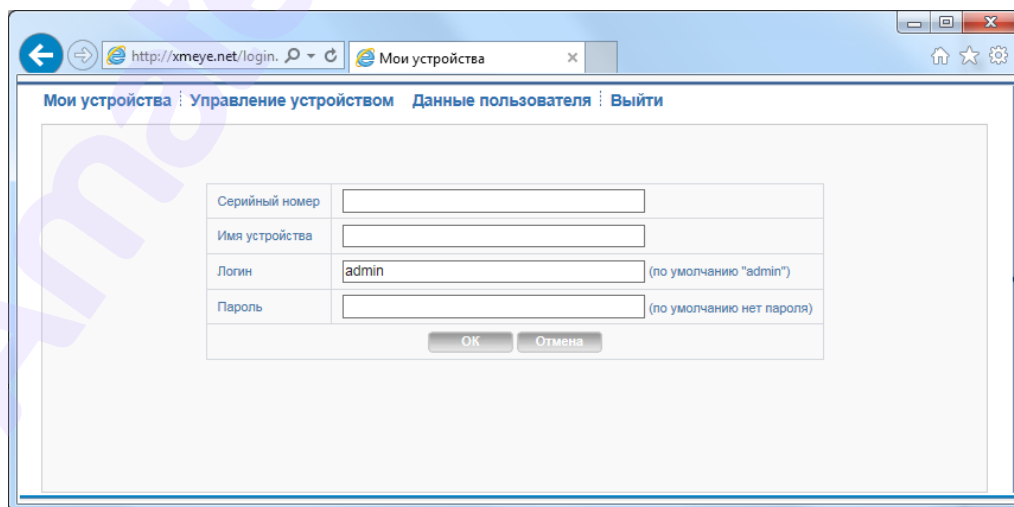 http://xmeye.net/login.
Мои устройства
Мои устройства Управление устройством Данные пользователя Выйти
Серийный номер
Имя устройства
Логин admin (по умолчанию "admin")
Пароль (по умолчанию нет пароля)
OK Отмена